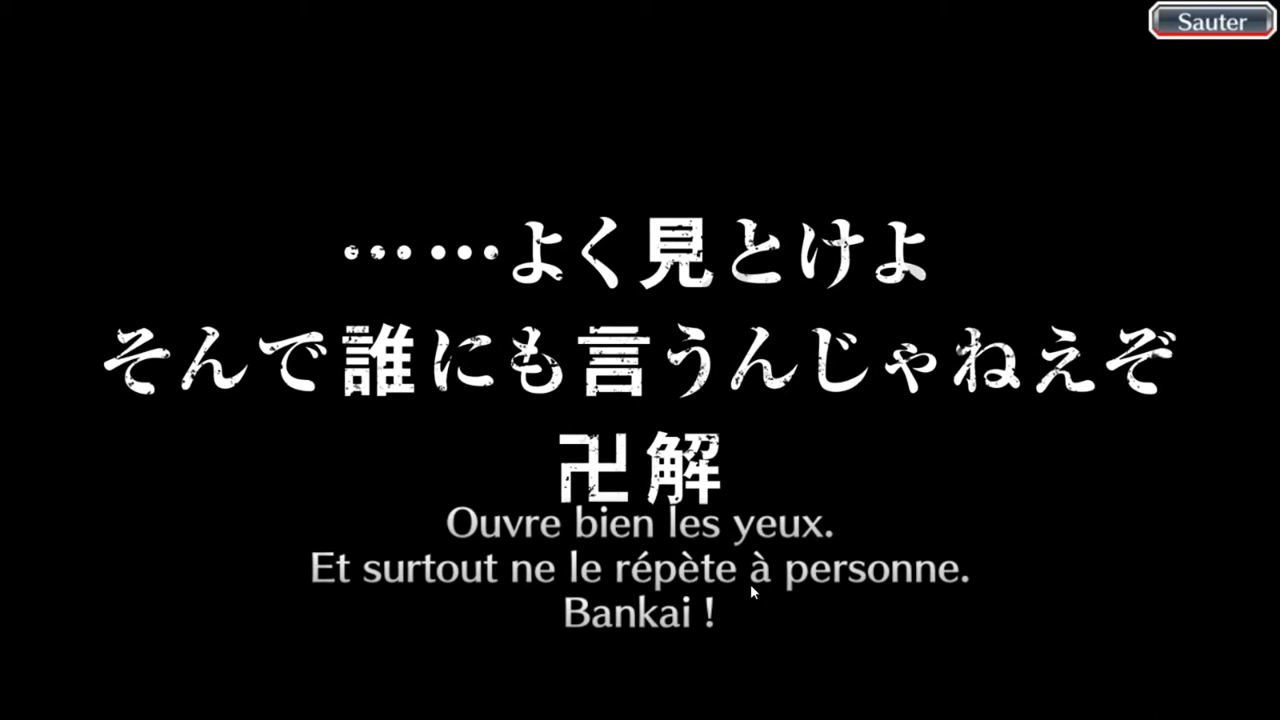 Sauter
……よく見とけよ
そんで誰にも言うんじゃねえぞ
卍解
Ouvre bien les yeux.
Et surtout ne le répète à personne.
Bankai !